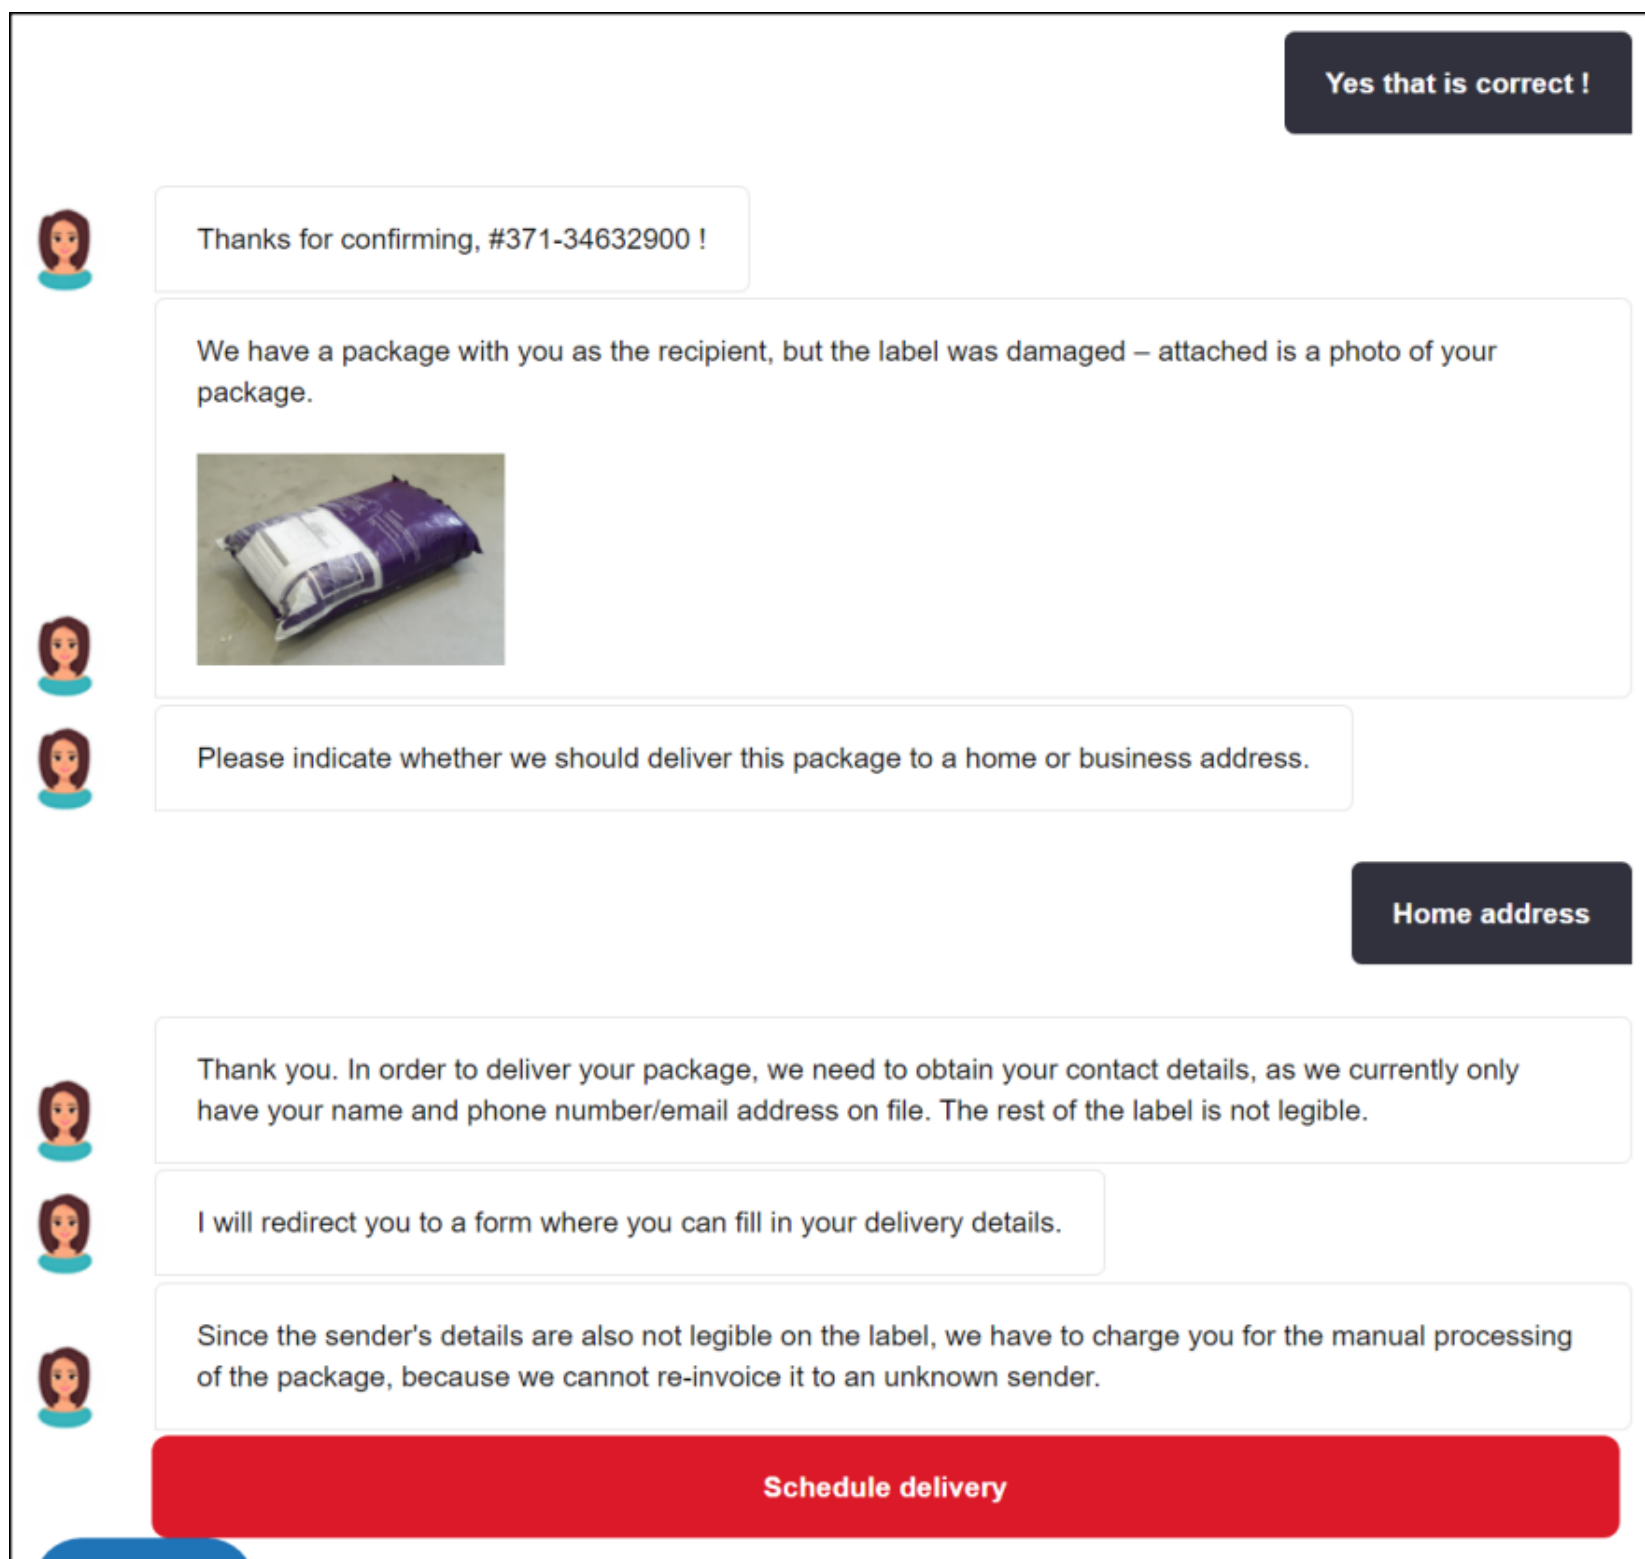 Yes that is correct !
Thanks for confirming, #371-34632900 !
We have a package with you as the recipient, but the label was damaged – attached is a photo of your
package.
Please indicate whether we should deliver this package to a home or business address.
Home address
Thank you. In order to deliver your package, we need to obtain your contact details, as we currently only
have your name and phone number/email address on file. The rest of the label is not legible.
I will redirect you to a form where you can fill in your delivery details.
Since the sender's details are also not legible on the label, we have to charge you for the manual processing
of the package, because we cannot re-invoice it to an unknown sender.
Schedule delivery